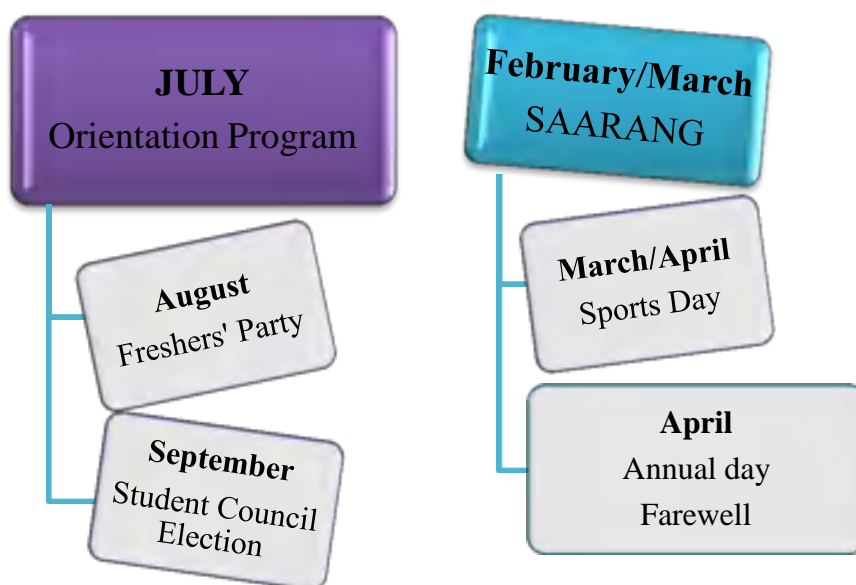 JULY
Orientation Program
August
Freshers' Party
September
Student Council
Election
February/March
SAARANG
March/April
Sports Day
April
Annual day
Farewell